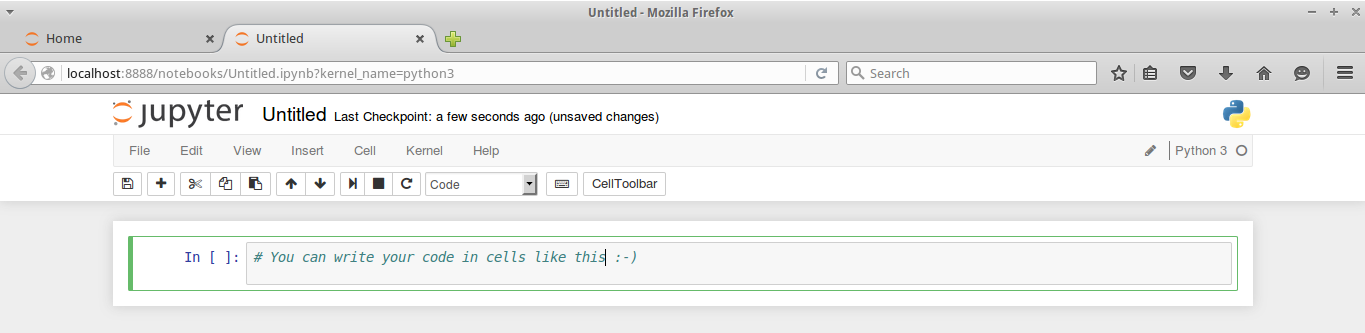 Untitled - Mozilla Firefox
Home
Untitled
localhost:8888/notebooks/Untitled.ipynb?kernel_name=python3
Search
jupyter Untitled Last Checkpoint: a few seconds ago (unsaved changes)
File Edit View Insert Cell Kernel Help Python 3
Code CellToolbar
In [ ]: # You can write your code in cells like this :-)